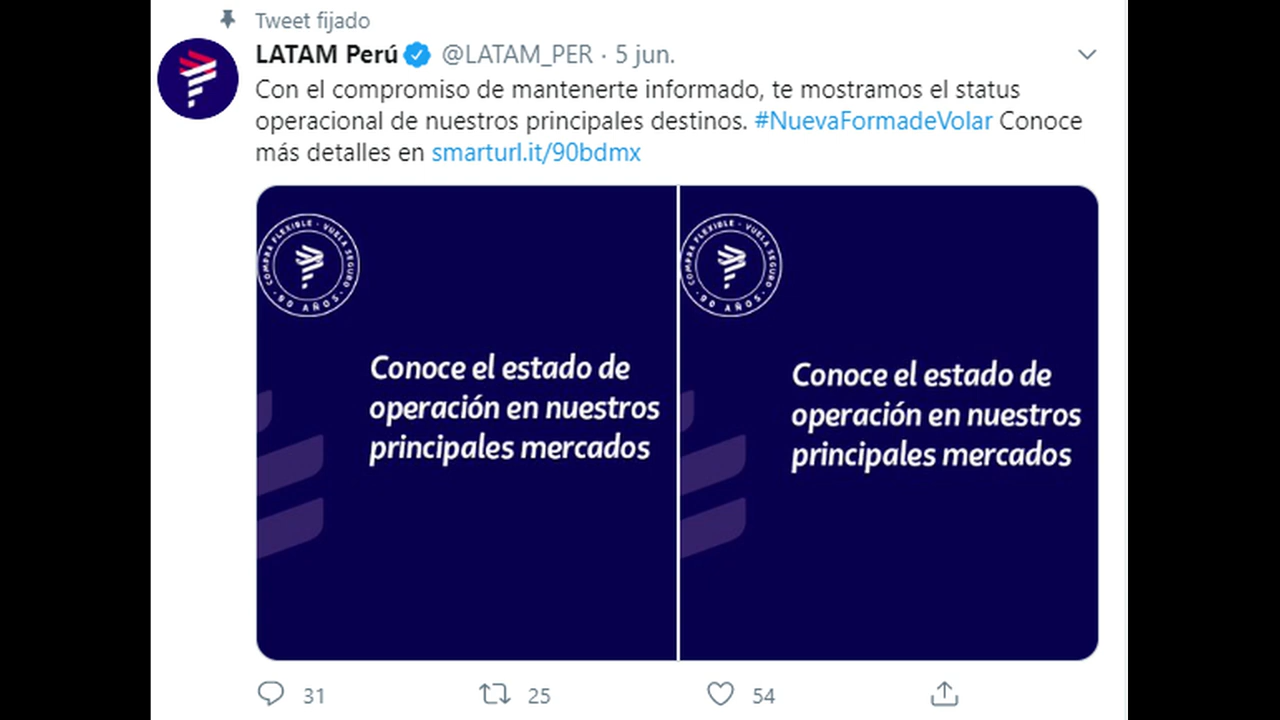 Tweet fijado
LATAM Perú @LATAM_PER · 5 jun.
Con el compromiso de mantenerte informado, te mostramos el status
operacional de nuestros principales destinos. #NuevaFormadeVolar Conoce
más detalles en smarturl.it/90bdmx
COMPRA FLEXIBLE · VUELA SEGURO · 90 AÑOS ·
Conoce el estado de
operación en nuestros
principales mercados
COMPRA FLEXIBLE · VUELA SEGURO · 90 AÑOS ·
Conoce el estado de
operación en nuestros
principales mercados
31 25 54